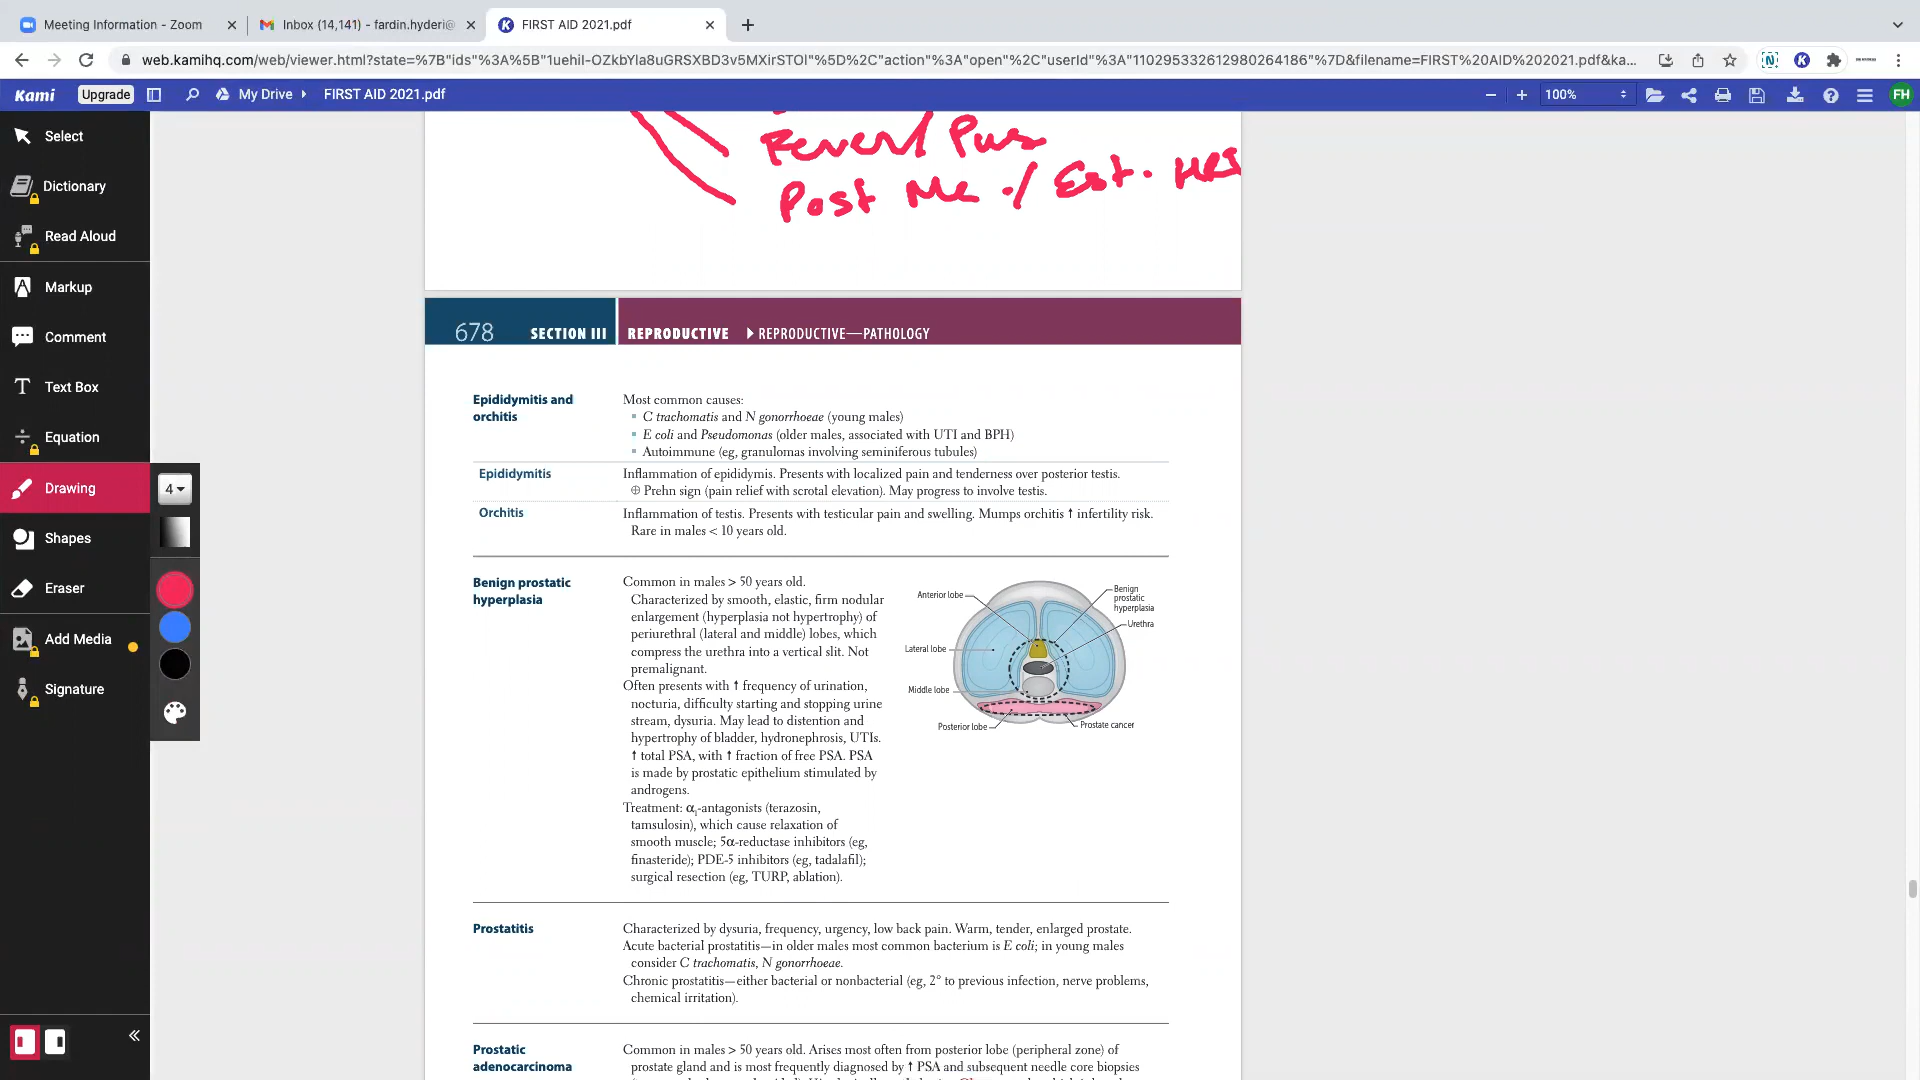 Meeting Information - Zoom
Inbox (14,141) - fardin.hyderi@
FIRST AID 2021.pdf
web.kamihq.com/web/viewer.html?state=%7B"ids"%3A%5B"1uehiI-OZkbYla8uGRSXBD3v5MXirSTOl"%5D%2C"action"%3A"open"%2C"userId"%3A"110295332612980264186"%7D&filename=FIRST%20AID%202021.pdf&ka...
Kami
Upgrade
My Drive
FIRST AID 2021.pdf
100%
FH
Select
Dictionary
Read Aloud
Markup
Comment
Text Box
Equation
Drawing
Shapes
Eraser
Add Media
Signature
4
Fever / Pus
Post Me ./ Est. HRT
678 SECTION III REPRODUCTIVE ▶ REPRODUCTIVE—PATHOLOGY
Epididymitis and
orchitis
Most common causes:
▪ C trachomatis and N gonorrhoeae (young males)
▪ E coli and Pseudomonas (older males, associated with UTI and BPH)
▪ Autoimmune (eg, granulomas involving seminiferous tubules)
Epididymitis
Inflammation of epididymis. Presents with localized pain and tenderness over posterior testis.
⊕ Prehn sign (pain relief with scrotal elevation). May progress to involve testis.
Orchitis
Inflammation of testis. Presents with testicular pain and swelling. Mumps orchitis ↑ infertility risk.
Rare in males < 10 years old.
Benign prostatic
hyperplasia
Common in males > 50 years old.
Characterized by smooth, elastic, firm nodular
enlargement (hyperplasia not hypertrophy) of
periurethral (lateral and middle) lobes, which
compress the urethra into a vertical slit. Not
premalignant.
Often presents with ↑ frequency of urination,
nocturia, difficulty starting and stopping urine
stream, dysuria. May lead to distention and
hypertrophy of bladder, hydronephrosis, UTIs.
↑ total PSA, with ↑ fraction of free PSA. PSA
is made by prostatic epithelium stimulated by
androgens.
Treatment: α₁-antagonists (terazosin,
tamsulosin), which cause relaxation of
smooth muscle; 5α-reductase inhibitors (eg,
finasteride); PDE-5 inhibitors (eg, tadalafil);
surgical resection (eg, TURP, ablation).
Anterior lobe
Lateral lobe
Middle lobe
Posterior lobe
Benign
prostatic
hyperplasia
Urethra
Prostate cancer
Prostatitis
Characterized by dysuria, frequency, urgency, low back pain. Warm, tender, enlarged prostate.
Acute bacterial prostatitis—in older males most common bacterium is E coli; in young males
consider C trachomatis, N gonorrhoeae.
Chronic prostatitis—either bacterial or nonbacterial (eg, 2° to previous infection, nerve problems,
chemical irritation).
Prostatic
adenocarcinoma
Common in males > 50 years old. Arises most often from posterior lobe (peripheral zone) of
prostate gland and is most frequently diagnosed by ↑ PSA and subsequent needle core biopsies